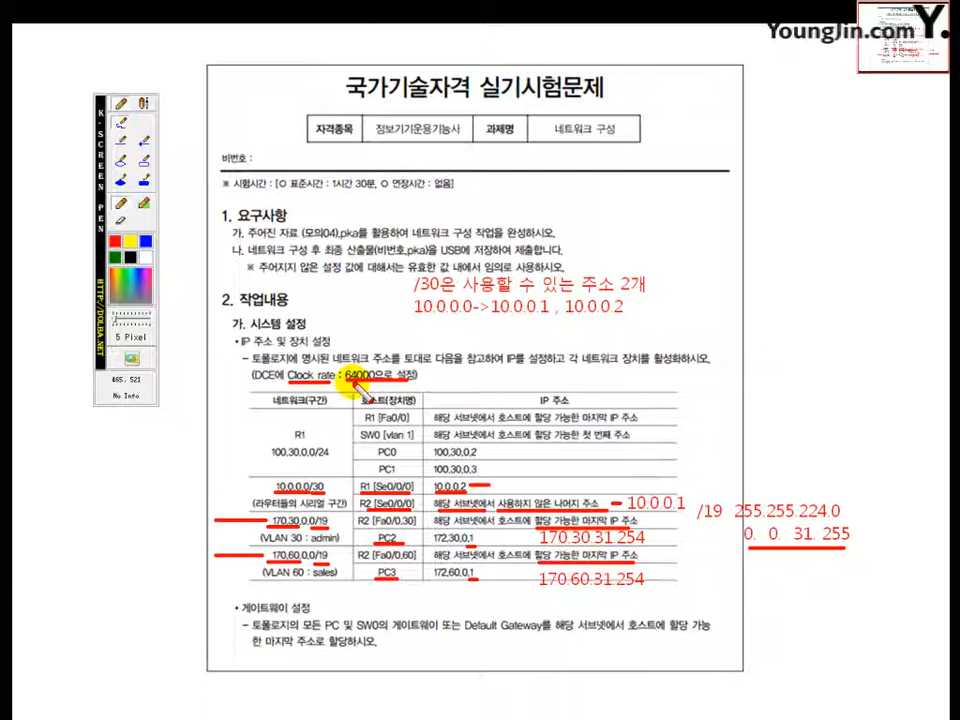 YoungJin.com Y.
국가기술자격 실기시험문제
자격종목 정보기기운용기능사 과제명 네트워크 구성
비번호 :
※ 시험시간 : [O 표준시간 : 1시간 30분, O 연장시간 : 없음]
1. 요구사항
가. 주어진 자료 (모의04).pka를 활용하여 네트워크 구성 작업을 완성하시오.
나. 네트워크 구성 후 최종 산출물(비번호.pka)을 USB에 저장하여 제출합니다.
※ 주어지지 않은 설정 값에 대해서는 유효한 값 내에서 임의로 사용하시오.
/30은 사용할 수 있는 주소 2개
10.0.0.0->10.0.0.1 , 10.0.0.2
2. 작업내용
가. 시스템 설정
• IP 주소 및 장치 설정
– 토폴로지에 명시된 네트워크 주소를 토대로 다음을 참고하여 IP를 설정하고 각 네트워크 장치를 활성화하시오.
(DCE에 Clock rate : 64000으로 설정)
네트워크(구간) 호스트(장치명) IP 주소
R1 [Fa0/0] 해당 서브넷에서 호스트에 할당 가능한 마지막 IP 주소
R1 SW0 [vlan 1] 해당 서브넷에서 호스트에 할당 가능한 첫 번째 주소
100.30.0.0/24 PC0 100.30.0.2
PC1 100.30.0.3
10.0.0.0/30 R1 [Se0/0/0] 10.0.0.2
(라우터들의 시리얼 구간) R2 [Se0/0/0] 해당 서브넷에서 사용하지 않은 나머지 주소 10.0.0.1
/19 255.255.224.0
170.30.0.0/19 R2 [Fa0/0.30] 해당 서브넷에서 호스트에 할당 가능한 마지막 IP 주소
0. 0. 31. 255
(VLAN 30 : admin) PC2 172.30.0.1 170.30.31.254
170.60.0.0/19 R2 [Fa0/0.60] 해당 서브넷에서 호스트에 할당 가능한 마지막 IP 주소
(VLAN 60 : sales) PC3 172.60.0.1 170.60.31.254
• 게이트웨이 설정
– 토폴로지의 모든 PC 및 SW0의 게이트웨이 또는 Default Gateway를 해당 서브넷에서 호스트에 할당 가능
한 마지막 주소로 할당하시오.
K-SCREEN PEN
HTTP://DOLBA.NET
5 Pixel
465. 521
No Info